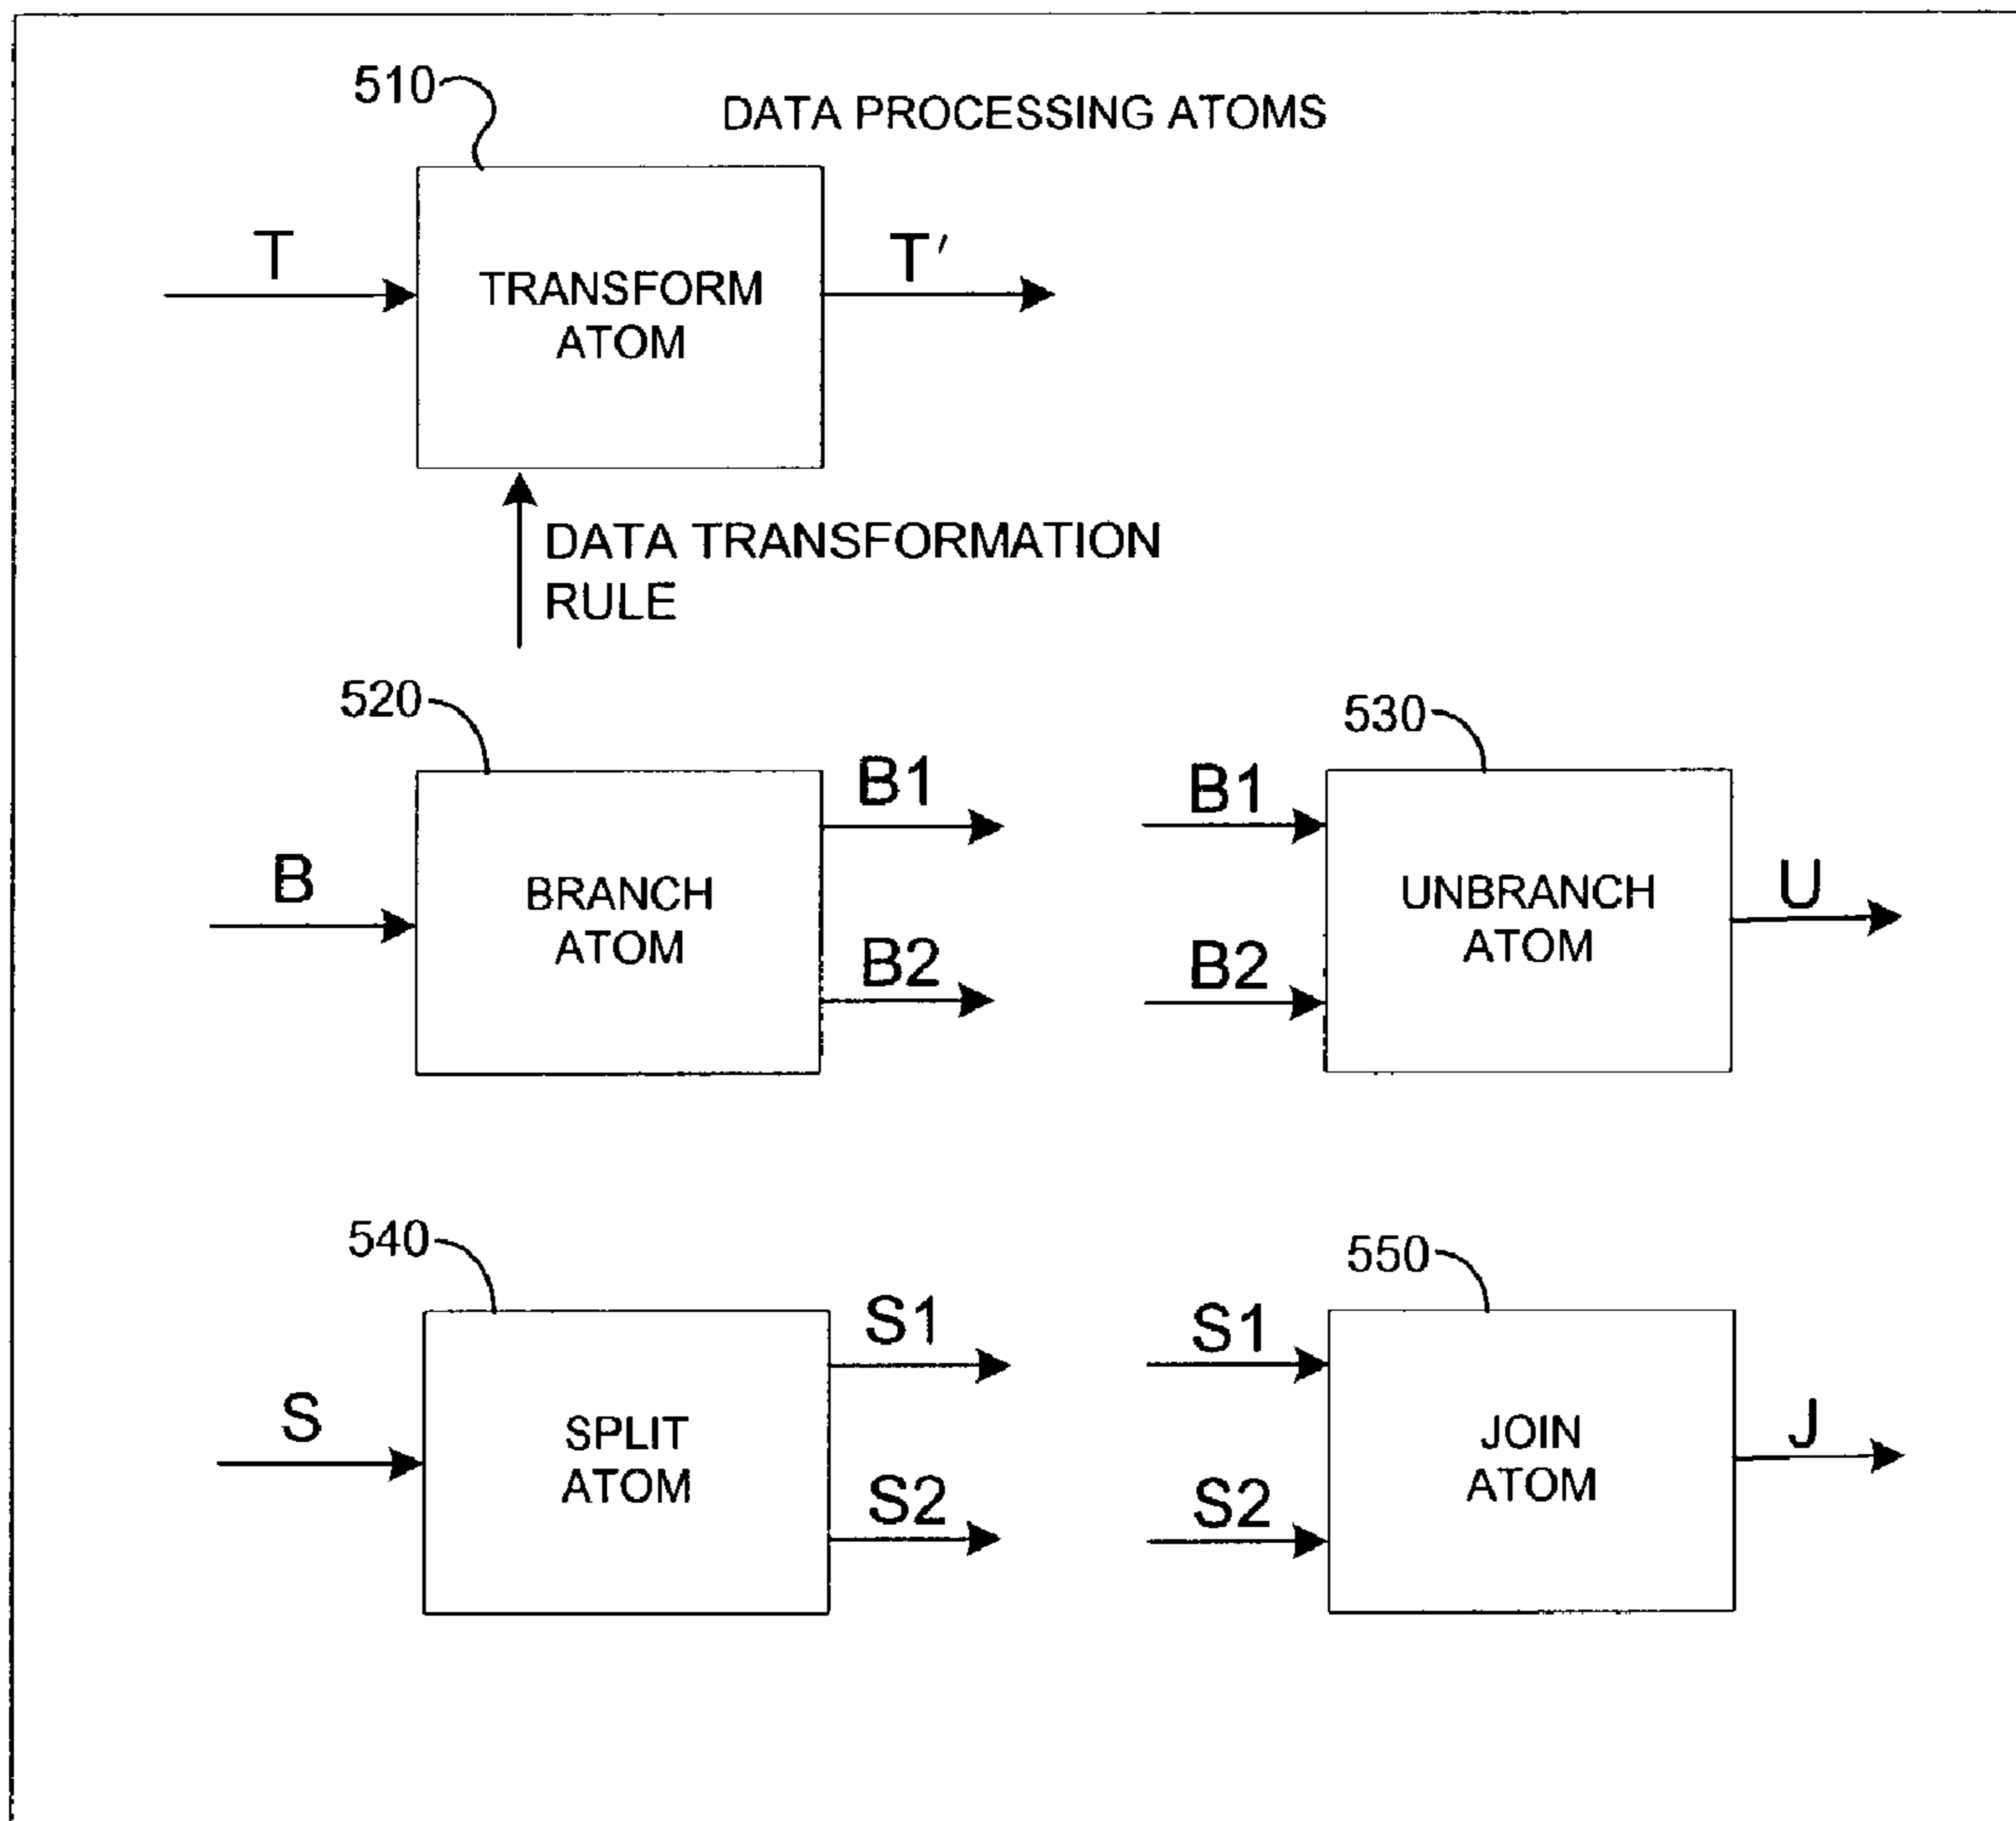 510
DATA PROCESSING ATOMS
T
T′
TRANSFORM
ATOM
DATA TRANSFORMATION
RULE
520
B
BRANCH
ATOM
B1
B2
530
B1
B2
UNBRANCH
ATOM
U
540
S
SPLIT
ATOM
S1
S2
550
S1
S2
JOIN
ATOM
J